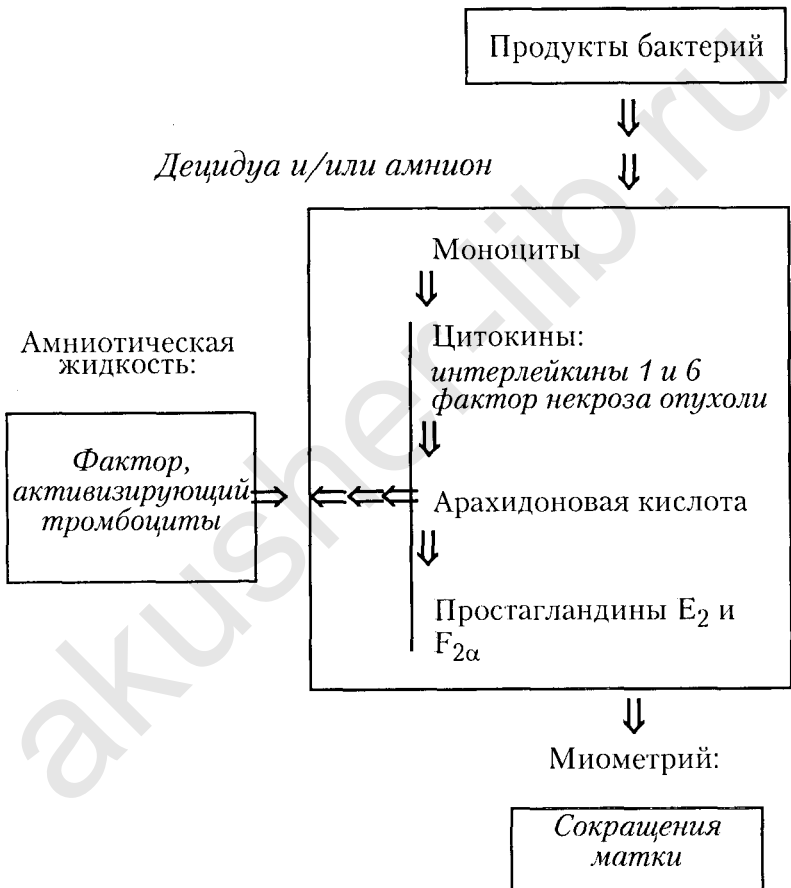 Продукты бактерий
Децидуа и/или амнион
Моноциты
Цитокины:
интерлейкины 1 и 6
фактор некроза опухоли
Амниотическая
жидкость:
Фактор,
активизирующий
тромбоциты
Арахидоновая кислота
Простагландины E₂ и
F₂α
Миометрий:
Сокращения
матки
akusher-lib.ru